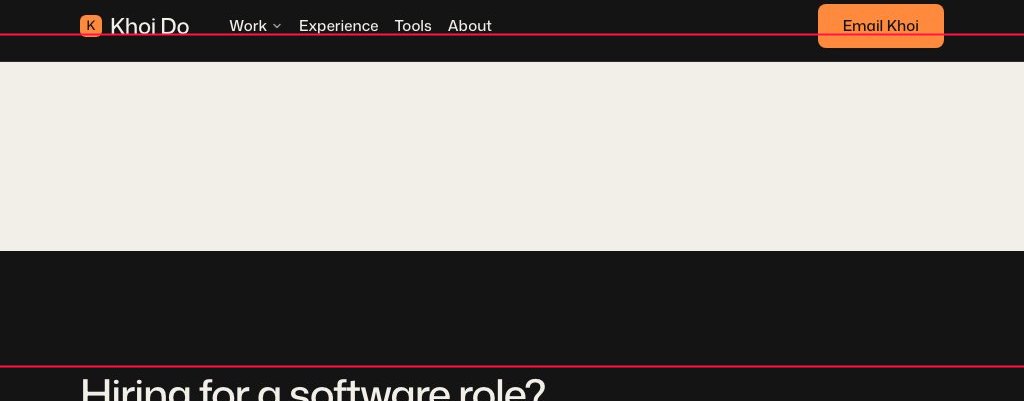 K Khoi Do Work Experience Tools About Email Khoi
Hiring for a software role?